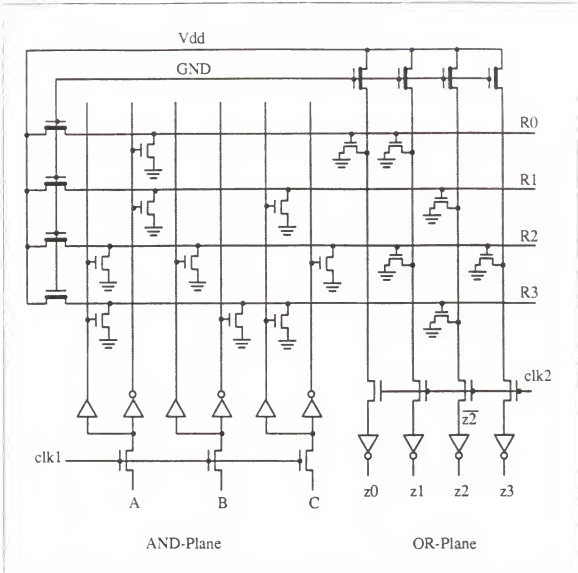 Vdd
GND
R0
R1
R2
R3
clk2
z2
clk1
z0 z1 z2 z3
A B C
AND-Plane OR-Plane